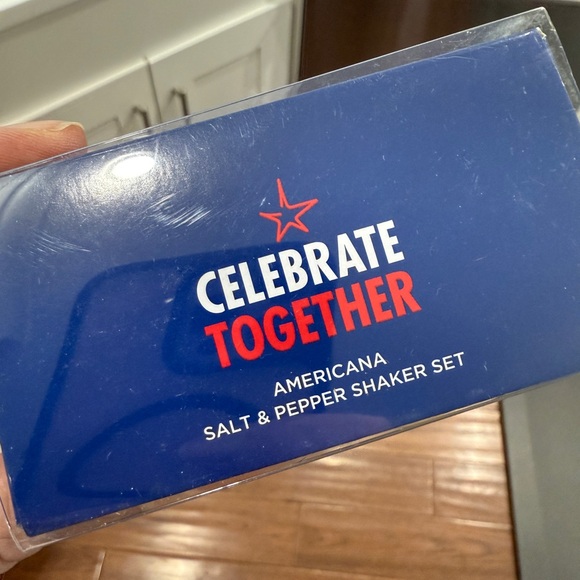 CELEBRATE
TOGETHER
AMERICANA
SALT & PEPPER SHAKER SET